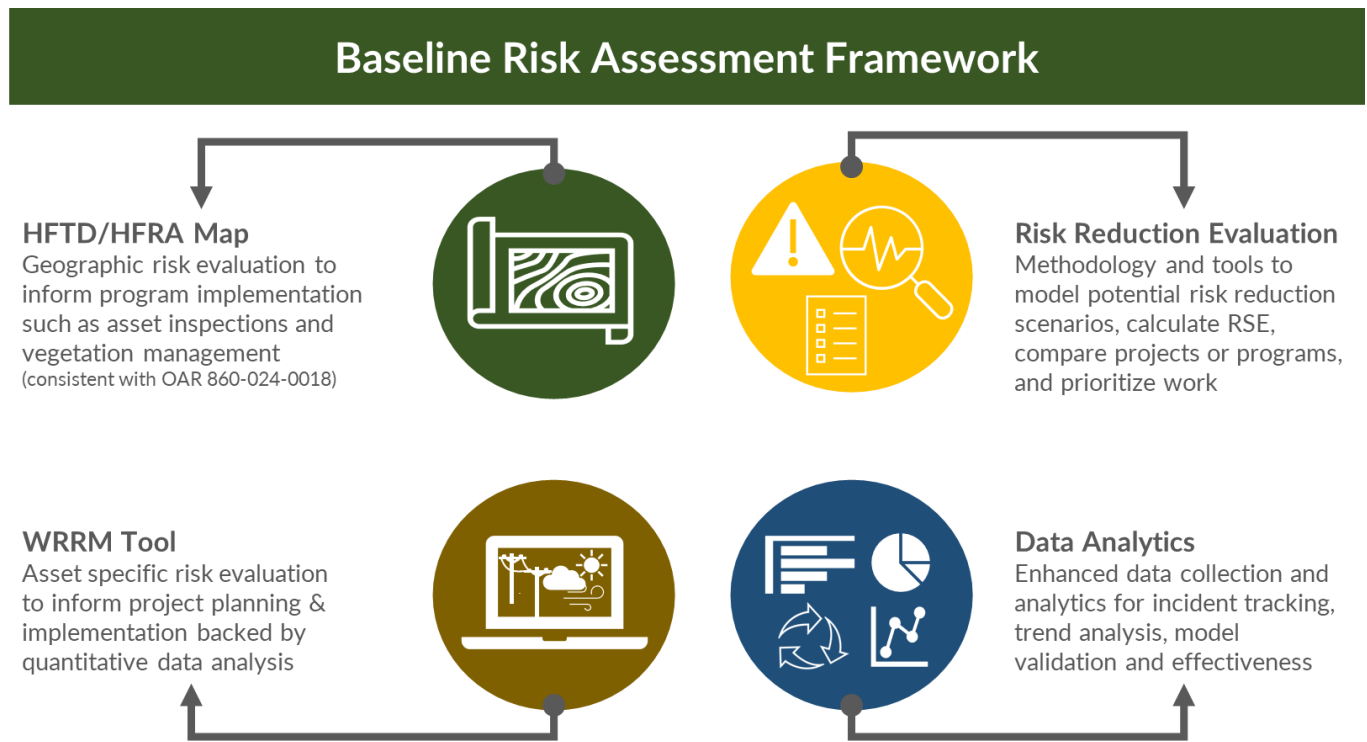 Baseline Risk Assessment Framework
HFTD/HFRA Map
Geographic risk evaluation to
inform program implementation
such as asset inspections and
vegetation management
(consistent with OAR 860-024-0018)
Risk Reduction Evaluation
Methodology and tools to
model potential risk reduction
scenarios, calculate RSE,
compare projects or programs,
and prioritize work
WRRM Tool
Asset specific risk evaluation
to inform project planning &
implementation backed by
quantitative data analysis
Data Analytics
Enhanced data collection and
analytics for incident tracking,
trend analysis, model
validation and effectiveness